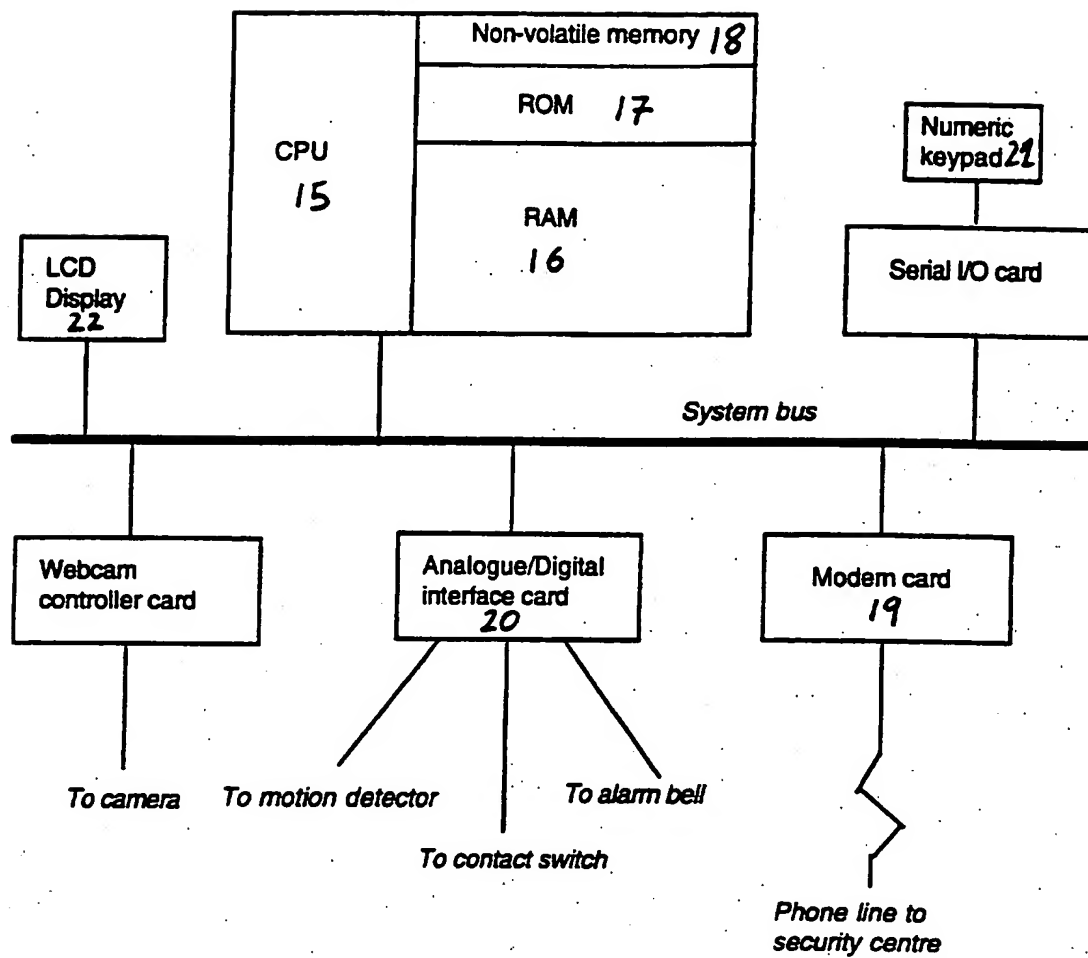 Non-volatile memory 18
ROM 17
CPU
15
RAM
16
Numeric
keypad 21
LCD
Display
22
Serial I/O card
System bus
Webcam
controller card
Analogue/Digital
interface card
20
Modem card
19
To camera
To motion detector
To alarm bell
To contact switch
Phone line to
security centre